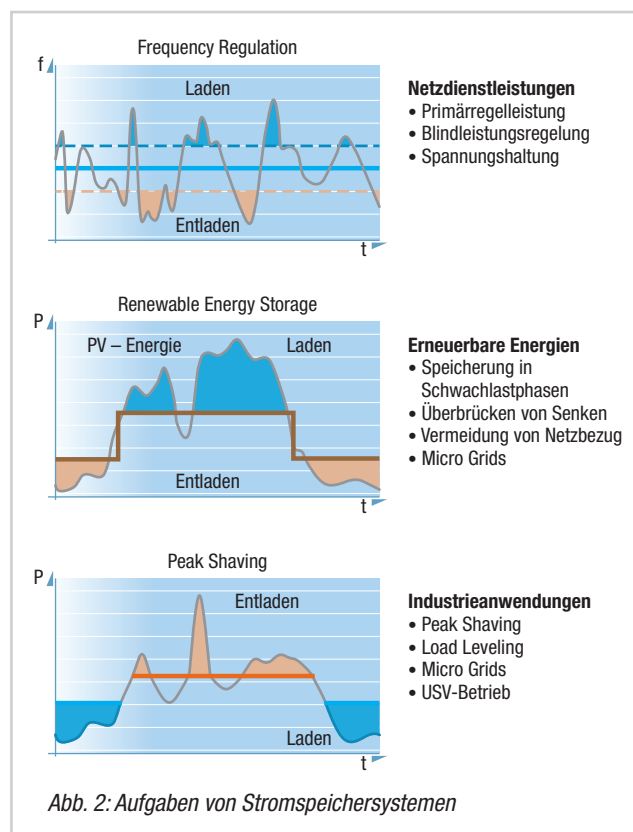 Frequency Regulation
f
Laden
Entladen
t
Netzdienstleistungen
• Primärregelleistung
• Blindleistungsregelung
• Spannungshaltung
Renewable Energy Storage
P
PV – Energie
Laden
Entladen
t
Erneuerbare Energien
• Speicherung in
Schwachlastphasen
• Überbrücken von Senken
• Vermeidung von Netzbezug
• Micro Grids
Peak Shaving
P
Entladen
Laden
t
Industrieanwendungen
• Peak Shaving
• Load Leveling
• Micro Grids
• USV-Betrieb
Abb. 2: Aufgaben von Stromspeichersystemen